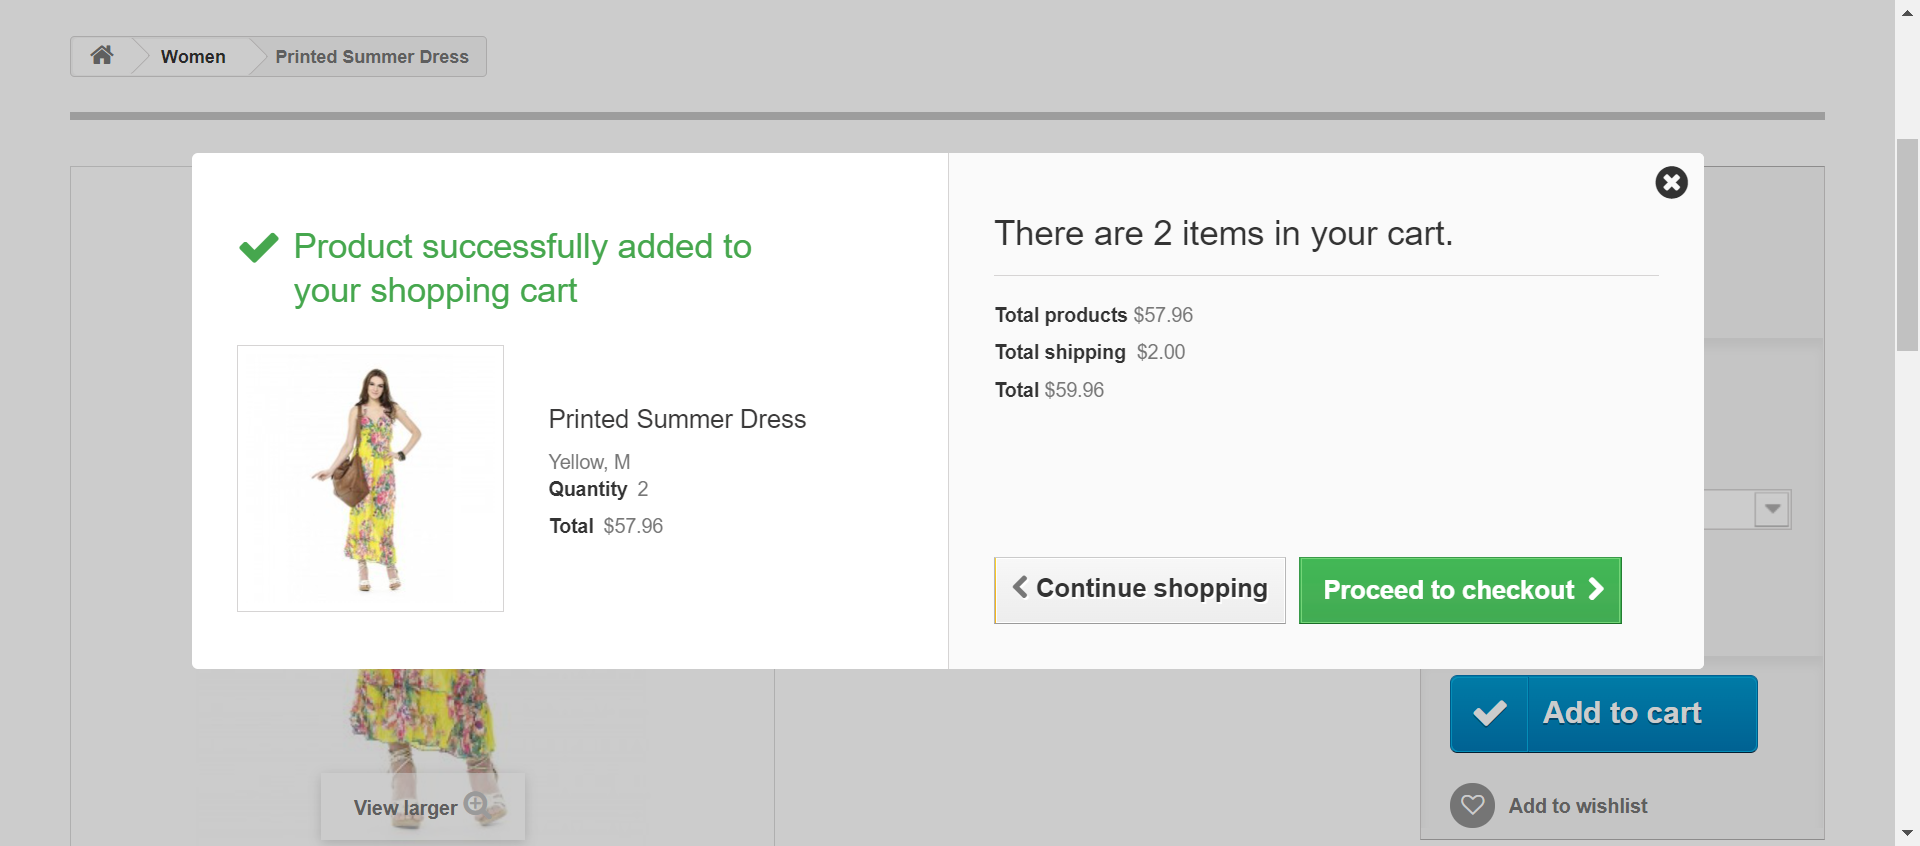 Women
Printed Summer Dress
Product successfully added to
your shopping cart
Printed Summer Dress
Yellow, M
Quantity 2
Total $57.96
There are 2 items in your cart.
Total products $57.96
Total shipping $2.00
Total $59.96
Continue shopping
Proceed to checkout
Add to cart
View larger
Add to wishlist